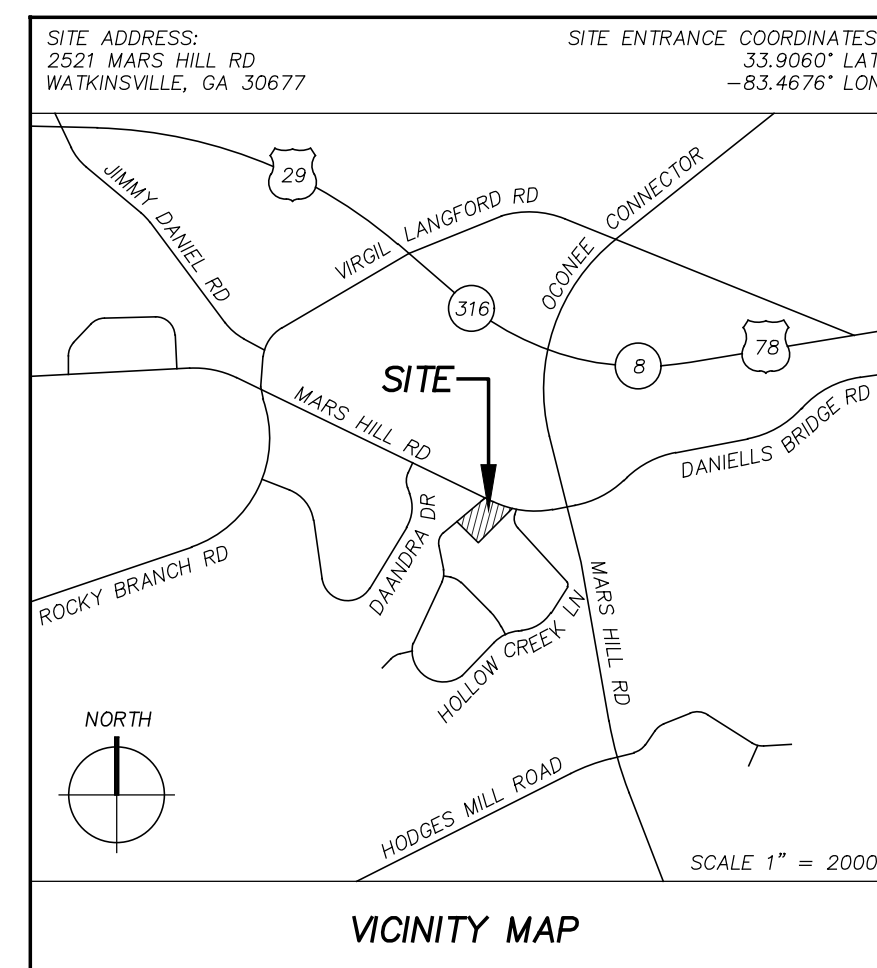 SITE ADDRESS:
2521 MARS HILL RD
WATKINSVILLE, GA 30677
SITE ENTRANCE COORDINATES
33.9060° LAT
-83.4676° LON
JIMMY DANIEL RD
29
VIRGIL LANGFORD RD
OCONEE CONNECTOR
316
8
78
SITE
MARS HILL RD
DANIELLS BRIDGE RD
DAANDRA DR
ROCKY BRANCH RD
HOLLOW CREEK LN
MARS HILL RD
NORTH
HODGES MILL ROAD
SCALE 1" = 2000
VICINITY MAP